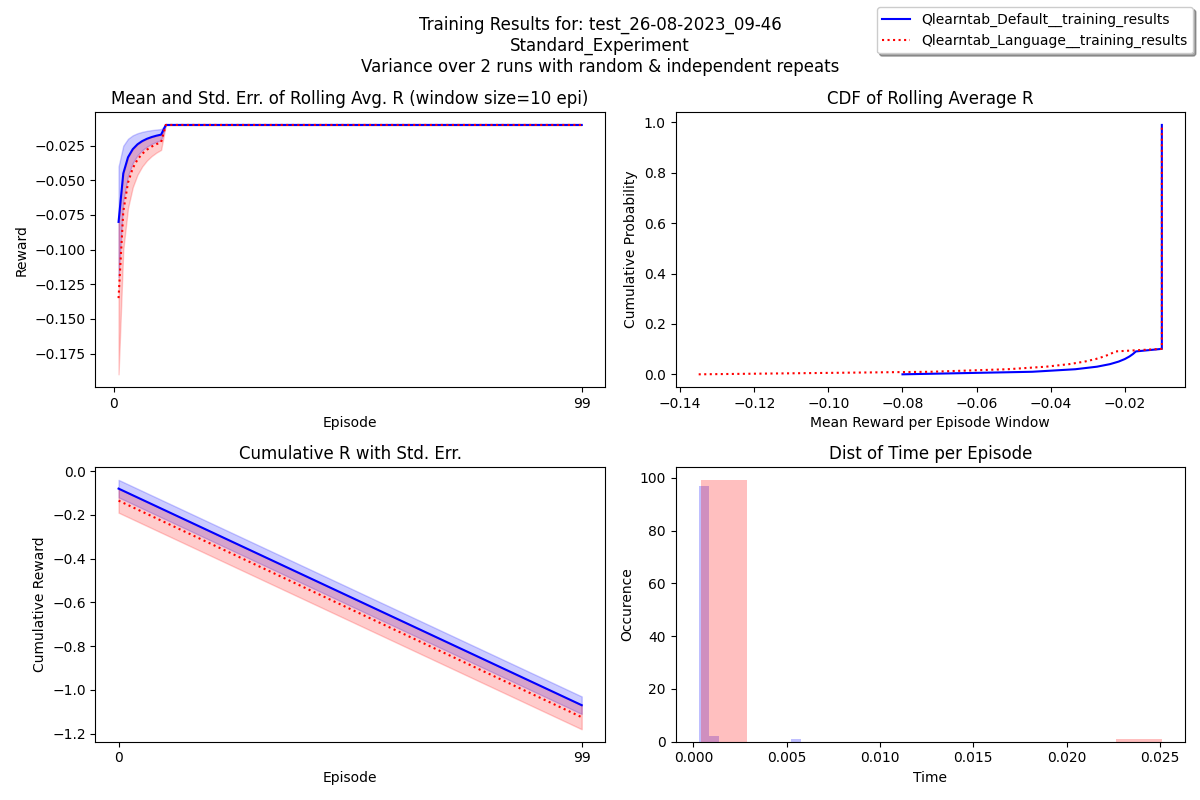 Training Results for: test_26-08-2023_09-46
Standard_Experiment
Variance over 2 runs with random & independent repeats
Qlearntab_Default__training_results
Qlearntab_Language__training_results
Mean and Std. Err. of Rolling Avg. R (window size=10 epi)
Reward
−0.025
−0.050
−0.075
−0.100
−0.125
−0.150
−0.175
0
99
Episode
CDF of Rolling Average R
Cumulative Probability
1.0
0.8
0.6
0.4
0.2
0.0
−0.14
−0.12
−0.10
−0.08
−0.06
−0.04
−0.02
Mean Reward per Episode Window
Cumulative R with Std. Err.
Cumulative Reward
0.0
−0.2
−0.4
−0.6
−0.8
−1.0
−1.2
0
99
Episode
Dist of Time per Episode
Occurence
100
80
60
40
20
0
0.000
0.005
0.010
0.015
0.020
0.025
Time